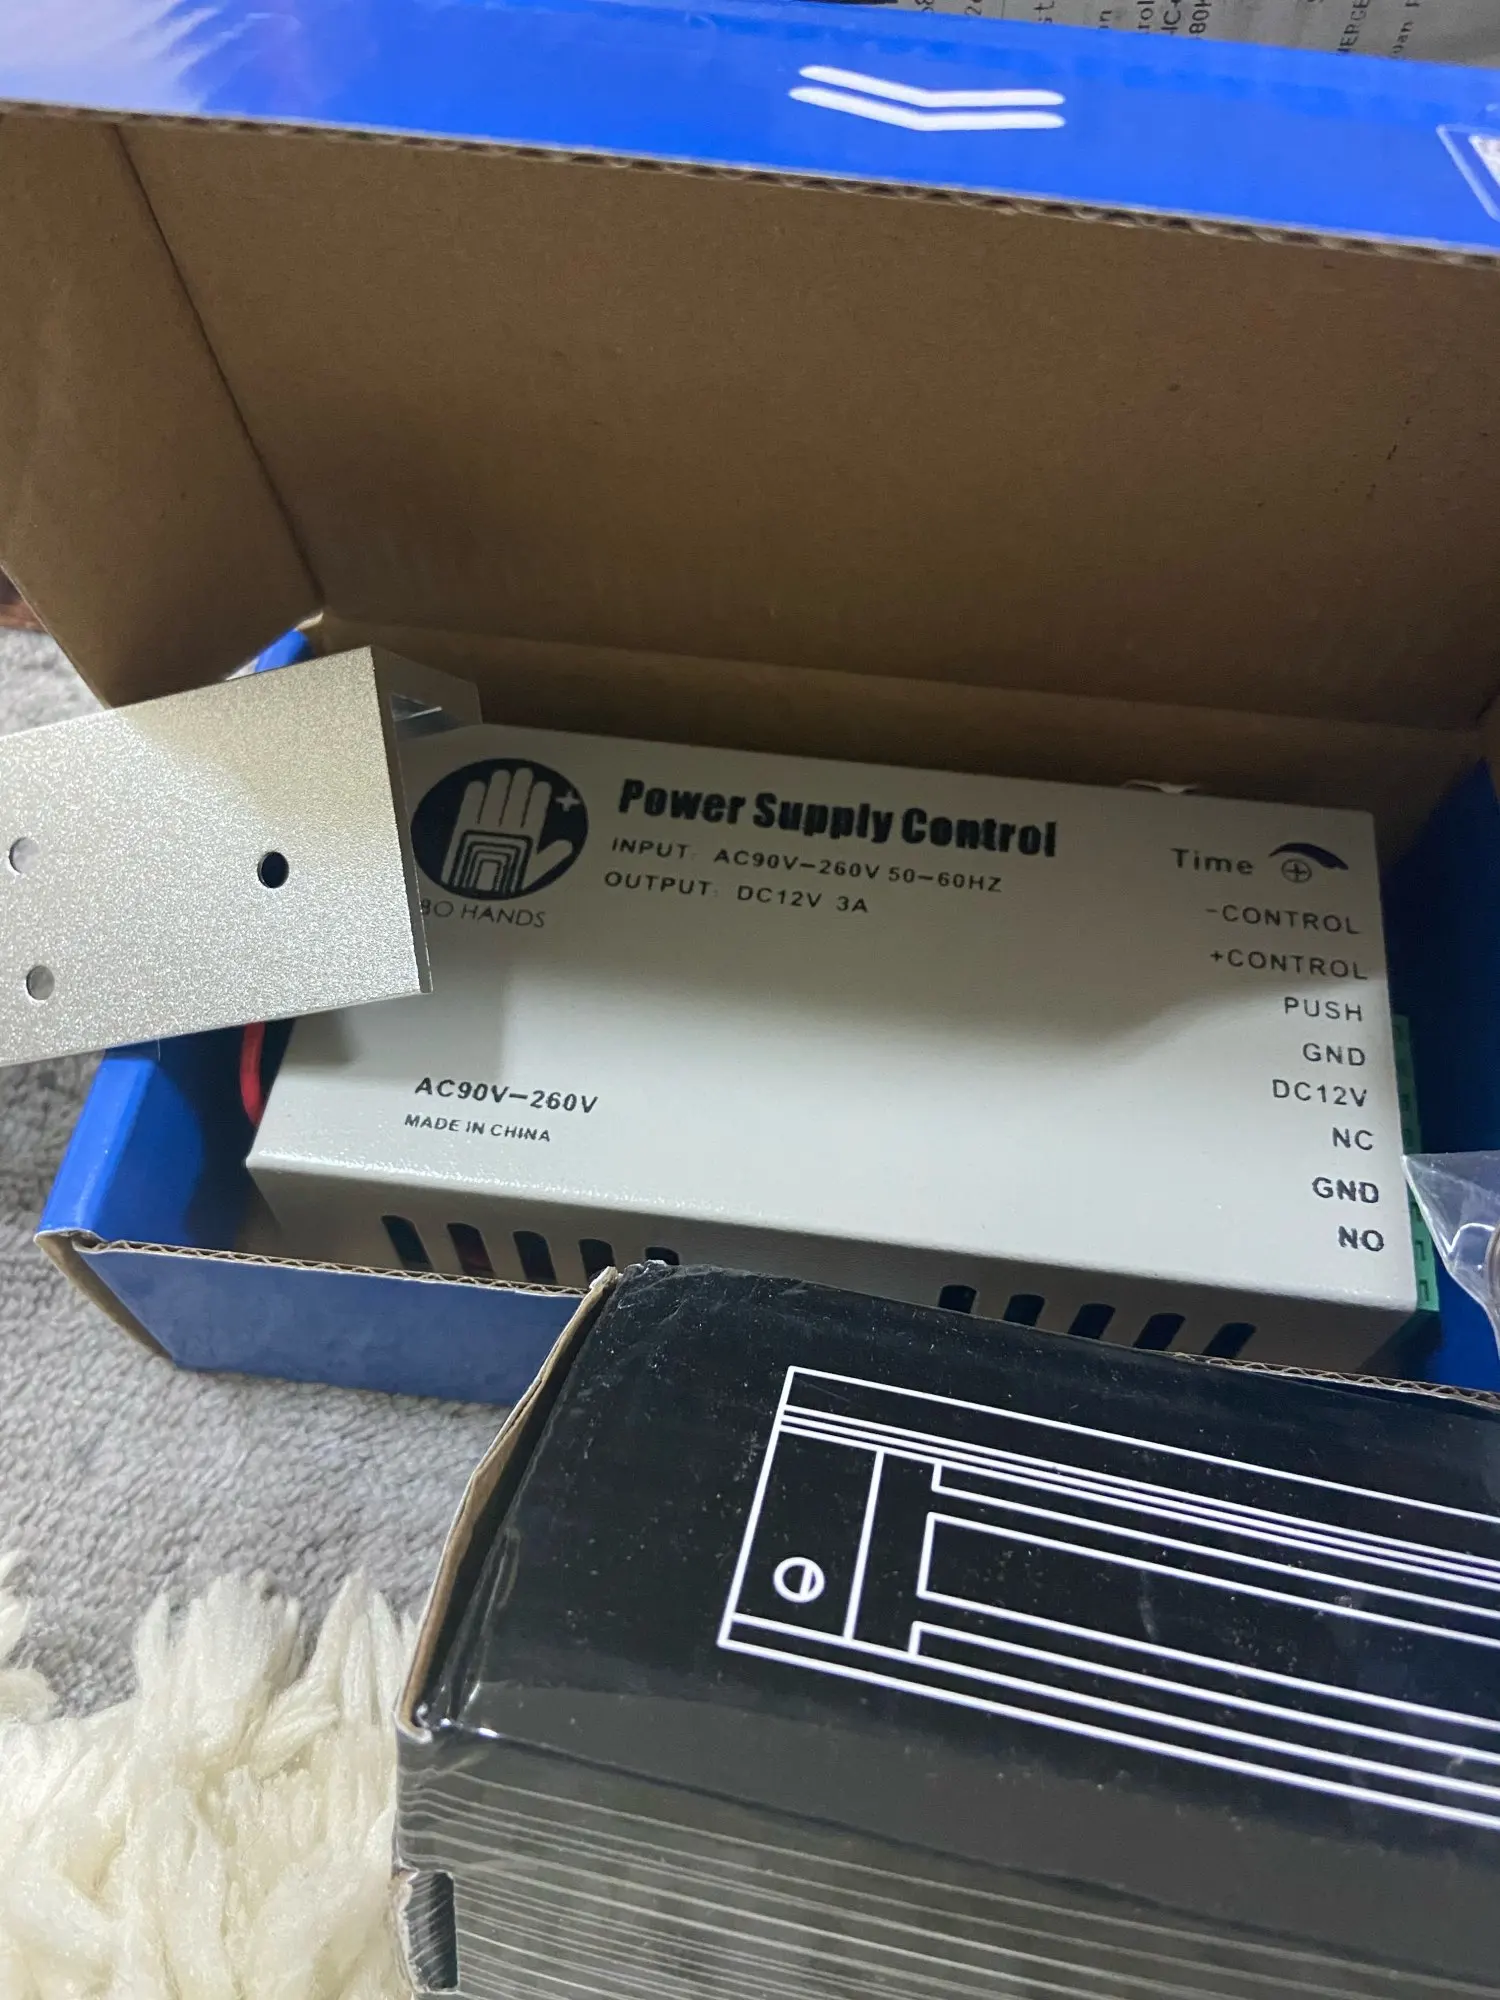 Power Supply Control
INPUT: AC90V-260V 50-60HZ
OUTPUT: DC12V 3A
BO HANDS
Time
-CONTROL
+CONTROL
PUSH
GND
DC12V
NC
GND
NO
AC90V-260V
MADE IN CHINA